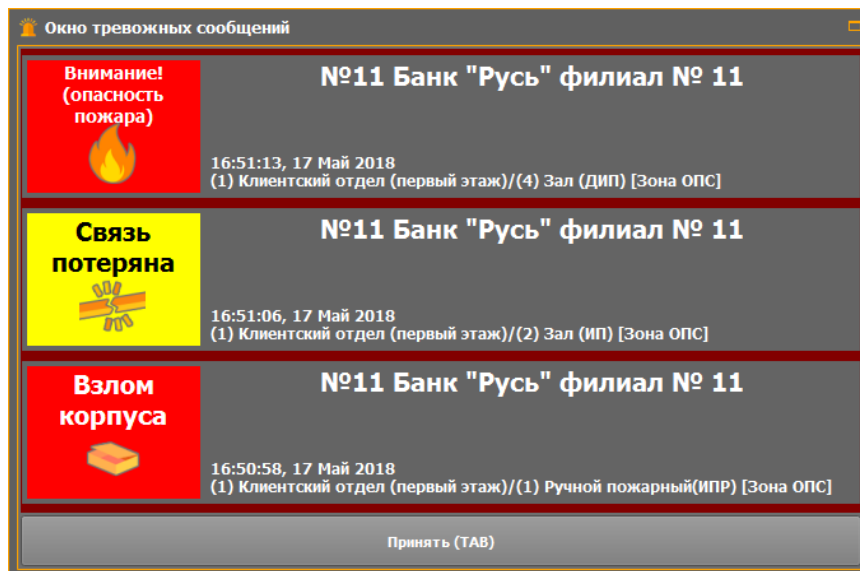 Окно тревожных сообщений
Внимание!
(опасность
пожара)
№11 Банк "Русь" филиал № 11
16:51:13, 17 Май 2018
(1) Клиентский отдел (первый этаж)/(4) Зал (ДИП) [Зона ОПС]
Связь
потеряна
№11 Банк "Русь" филиал № 11
16:51:06, 17 Май 2018
(1) Клиентский отдел (первый этаж)/(2) Зал (ИП) [Зона ОПС]
Взлом
корпуса
№11 Банк "Русь" филиал № 11
16:50:58, 17 Май 2018
(1) Клиентский отдел (первый этаж)/(1) Ручной пожарный(ИПР) [Зона ОПС]
Принять (TAB)